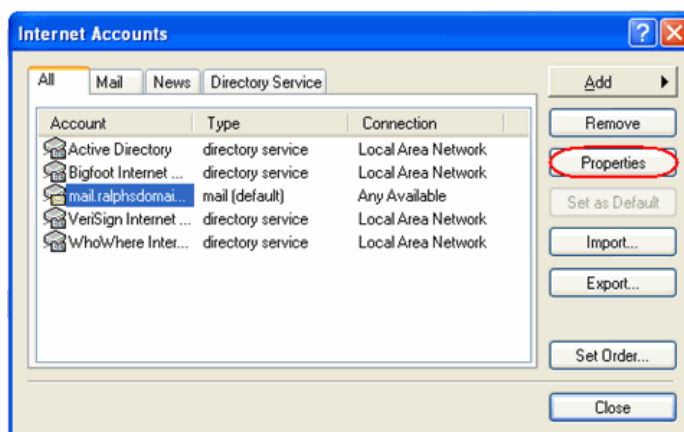 Internet Accounts
All Mail News Directory Service
Add
Account Type Connection
Remove
Active Directory directory service Local Area Network
Bigfoot Internet ... directory service Local Area Network
Properties
mail.ralphsdomai... mail (default) Any Available
Set as Default
VeriSign Internet ... directory service Local Area Network
WhoWhere Inter... directory service Local Area Network
Import...
Export...
Set Order...
Close